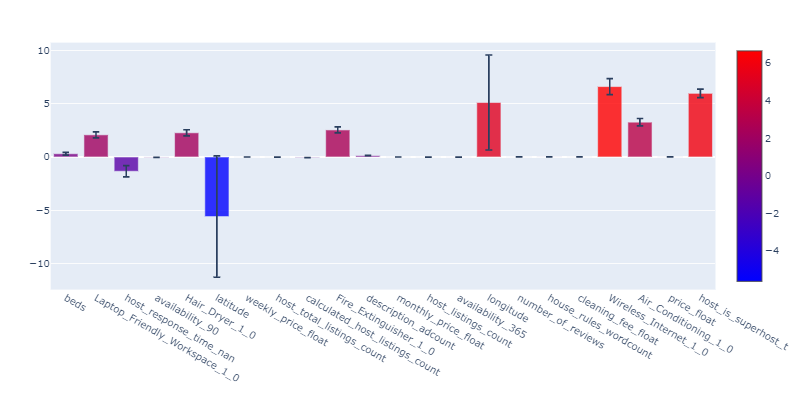 10
5
0
−5
−10
beds
Laptop_Friendly_Workspace_1_0
host_response_time_nan
availability_90
Hair_Dryer_1_0
latitude
weekly_price_float
host_total_listings_count
calculated_host_listings_count
Fire_Extinguisher_1_0
description_adcount
monthly_price_float
host_listings_count
availability_365
longitude
number_of_reviews
house_rules_wordcount
cleaning_fee_float
Wireless_Internet_1_0
Air_Conditioning_1_0
price_float
host_is_superhost_t
6
4
2
0
−2
−4